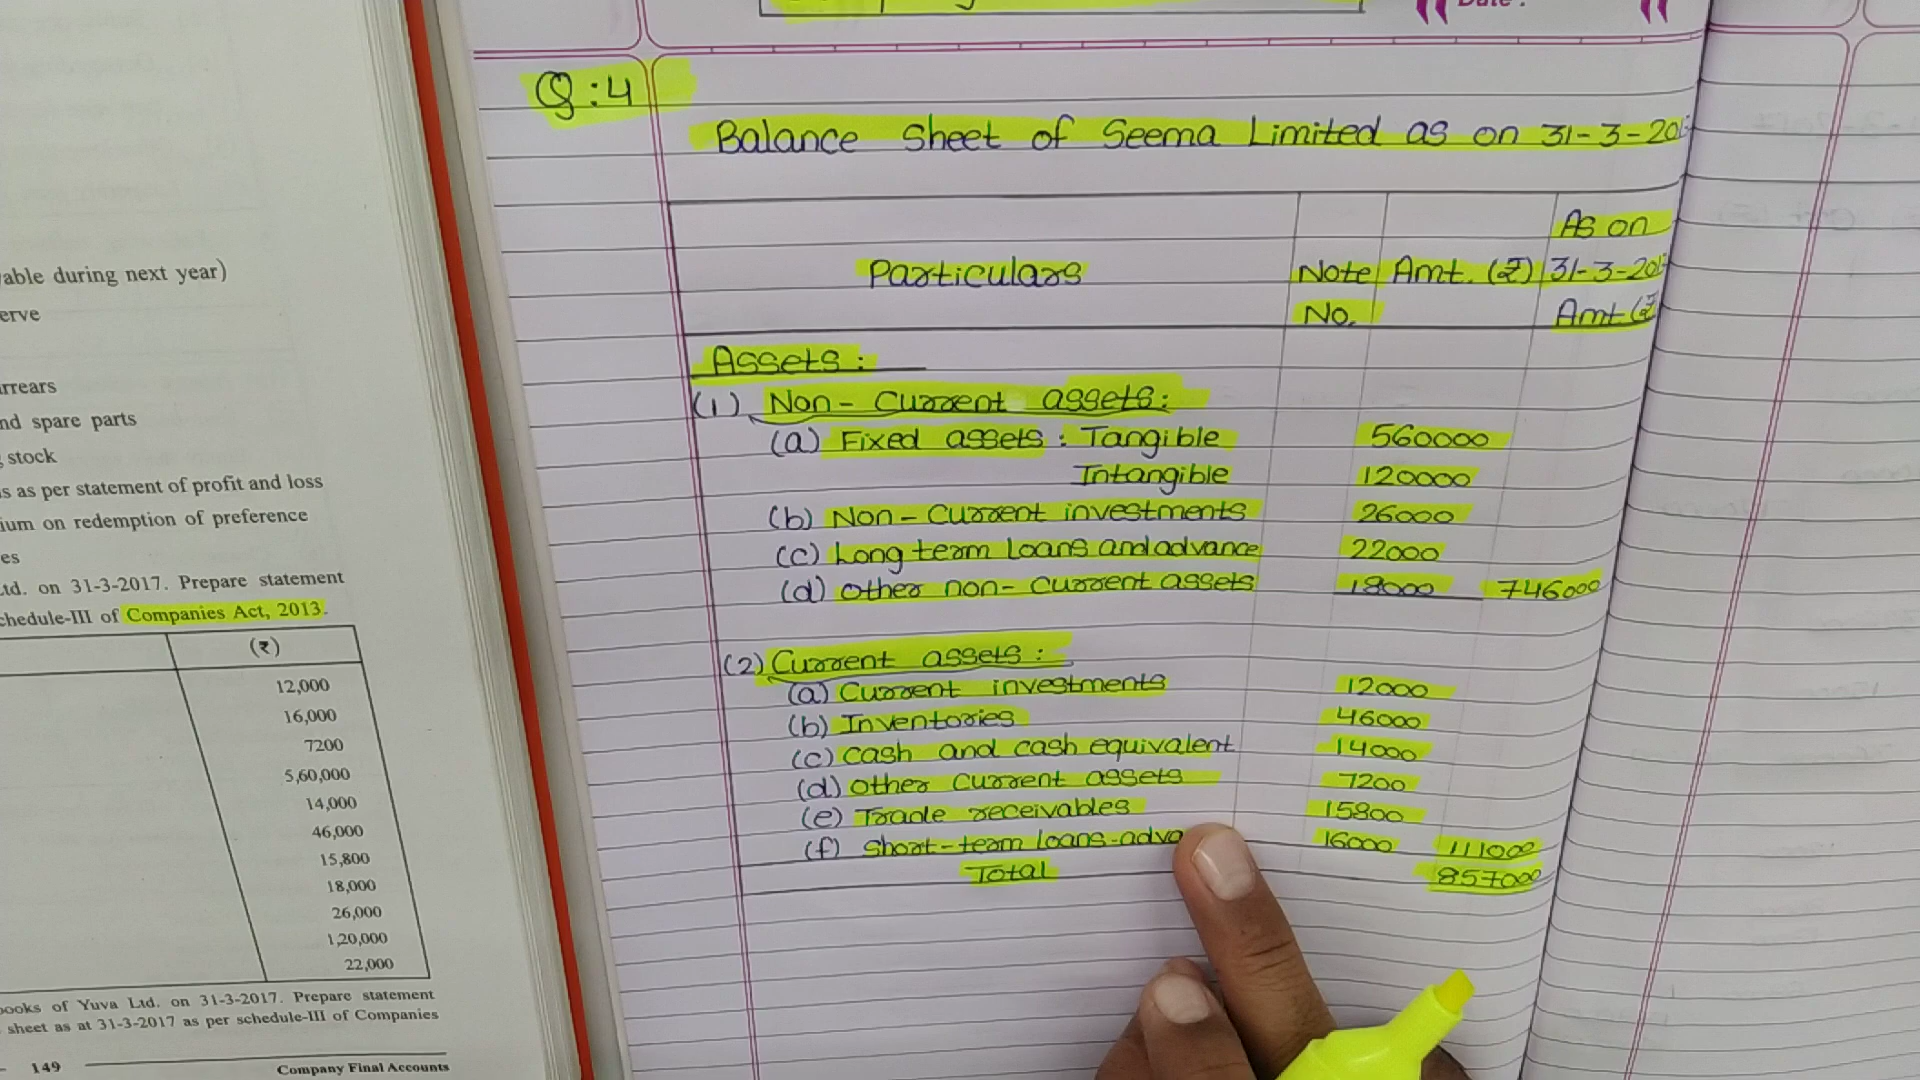 able during next year)
erve
rrears
nd spare parts
stock
s as per statement of profit and loss
ium on redemption of preference
es
Ltd. on 31-3-2017. Prepare statement
chedule-III of Companies Act, 2013.
(₹)
12,000
16,000
7200
5,60,000
14,000
46,000
15,800
18,000
26,000
1,20,000
22,000
ooks of Yuva Ltd. on 31-3-2017. Prepare statement
sheet as at 31-3-2017 as per schedule-III of Companies
149 Company Final Accounts
Date :
Q:4
Balance Sheet of Seema Limited as on 31-3-20
Particulars
Note No.
Amt. (₹)
As on
31-3-201
Amt (₹
Assets :
(1) Non-Current assets:
(a) Fixed assets : Tangible 560000
Intangible 120000
(b) Non-Current investments 26000
(c) Long term loans and advance 22000
(d) other non-current assets 18000 746000
(2) Current assets :
(a) Current investments 12000
(b) Inventories 46000
(c) cash and cash equivalent 14000
(d) other current assets 7200
(e) Trade receivables 15800
(f) Short-term loans-adva 16000 111000
Total 857000